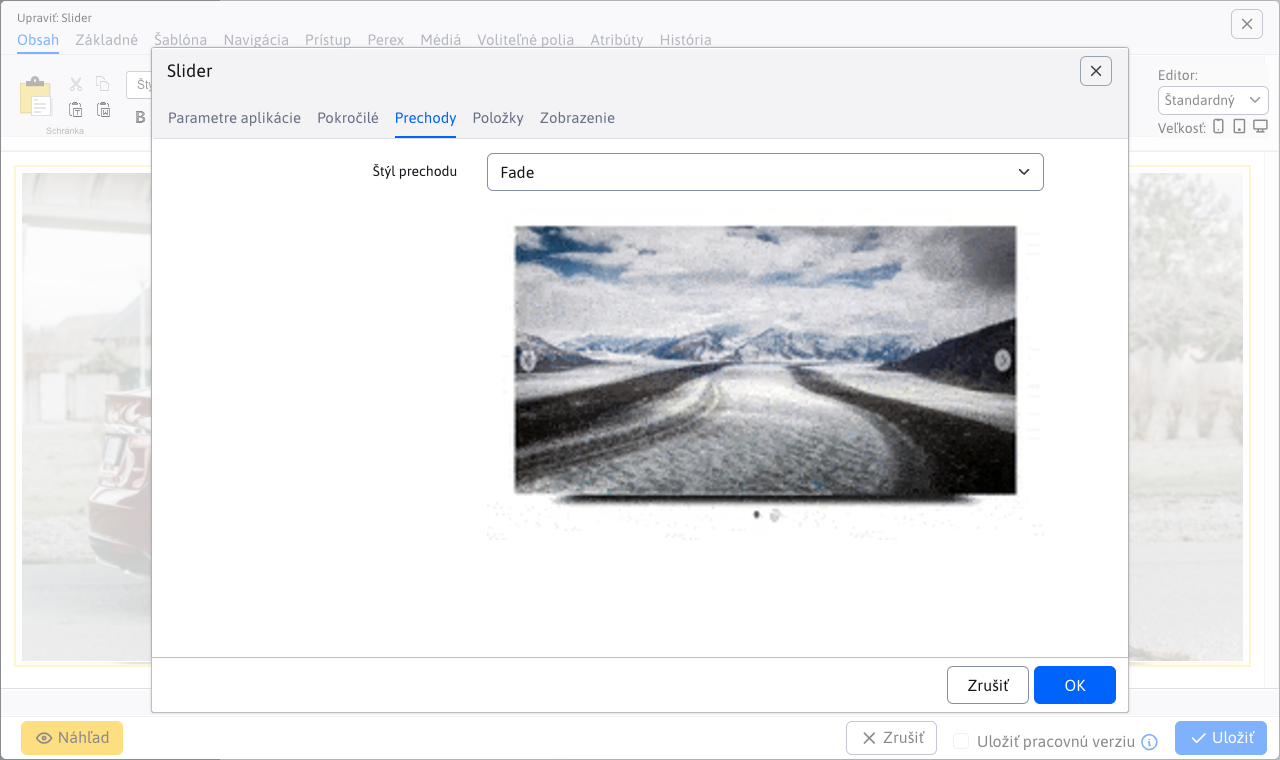 Upraviť: Slider
Obsah Základné Šablóna Navigácia Prístup Perex Médiá Voliteľné polia Atribúty História
Schránka
B
Editor:
Štandardný
Veľkosť:
Slider
Parametre aplikácie Pokročilé Prechody Položky Zobrazenie
Štýl prechodu Fade
Zrušiť OK
Náhľad Zrušiť Uložiť pracovnú verziu Uložiť